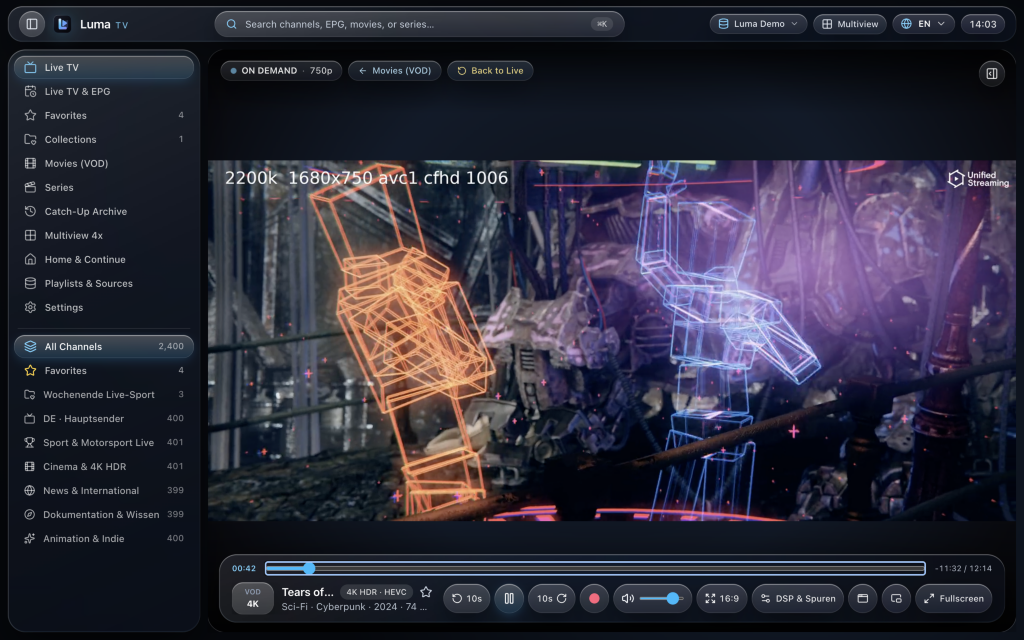 Luma TV
Search channels, EPG, movies, or series...
⌘K
Luma Demo
Multiview
EN
14:03
Live TV
Live TV & EPG
Favorites 4
Collections 1
Movies (VOD)
Series
Catch-Up Archive
Multiview 4x
Home & Continue
Playlists & Sources
Settings
All Channels 2,400
Favorites 4
Wochenende Live-Sport 3
DE · Hauptsender 400
Sport & Motorsport Live 401
Cinema & 4K HDR 401
News & International 399
Dokumentation & Wissen 399
Animation & Indie 400
ON DEMAND · 750p
Movies (VOD)
Back to Live
2200k 1680x750 avc1 cfhd 1006
Unified
Streaming
00:42
-11:32 / 12:14
VOD
4K
Tears of...
4K HDR · HEVC
Sci-Fi · Cyberpunk · 2024 · 74 ...
10s
10s
16:9
DSP & Spuren
Fullscreen